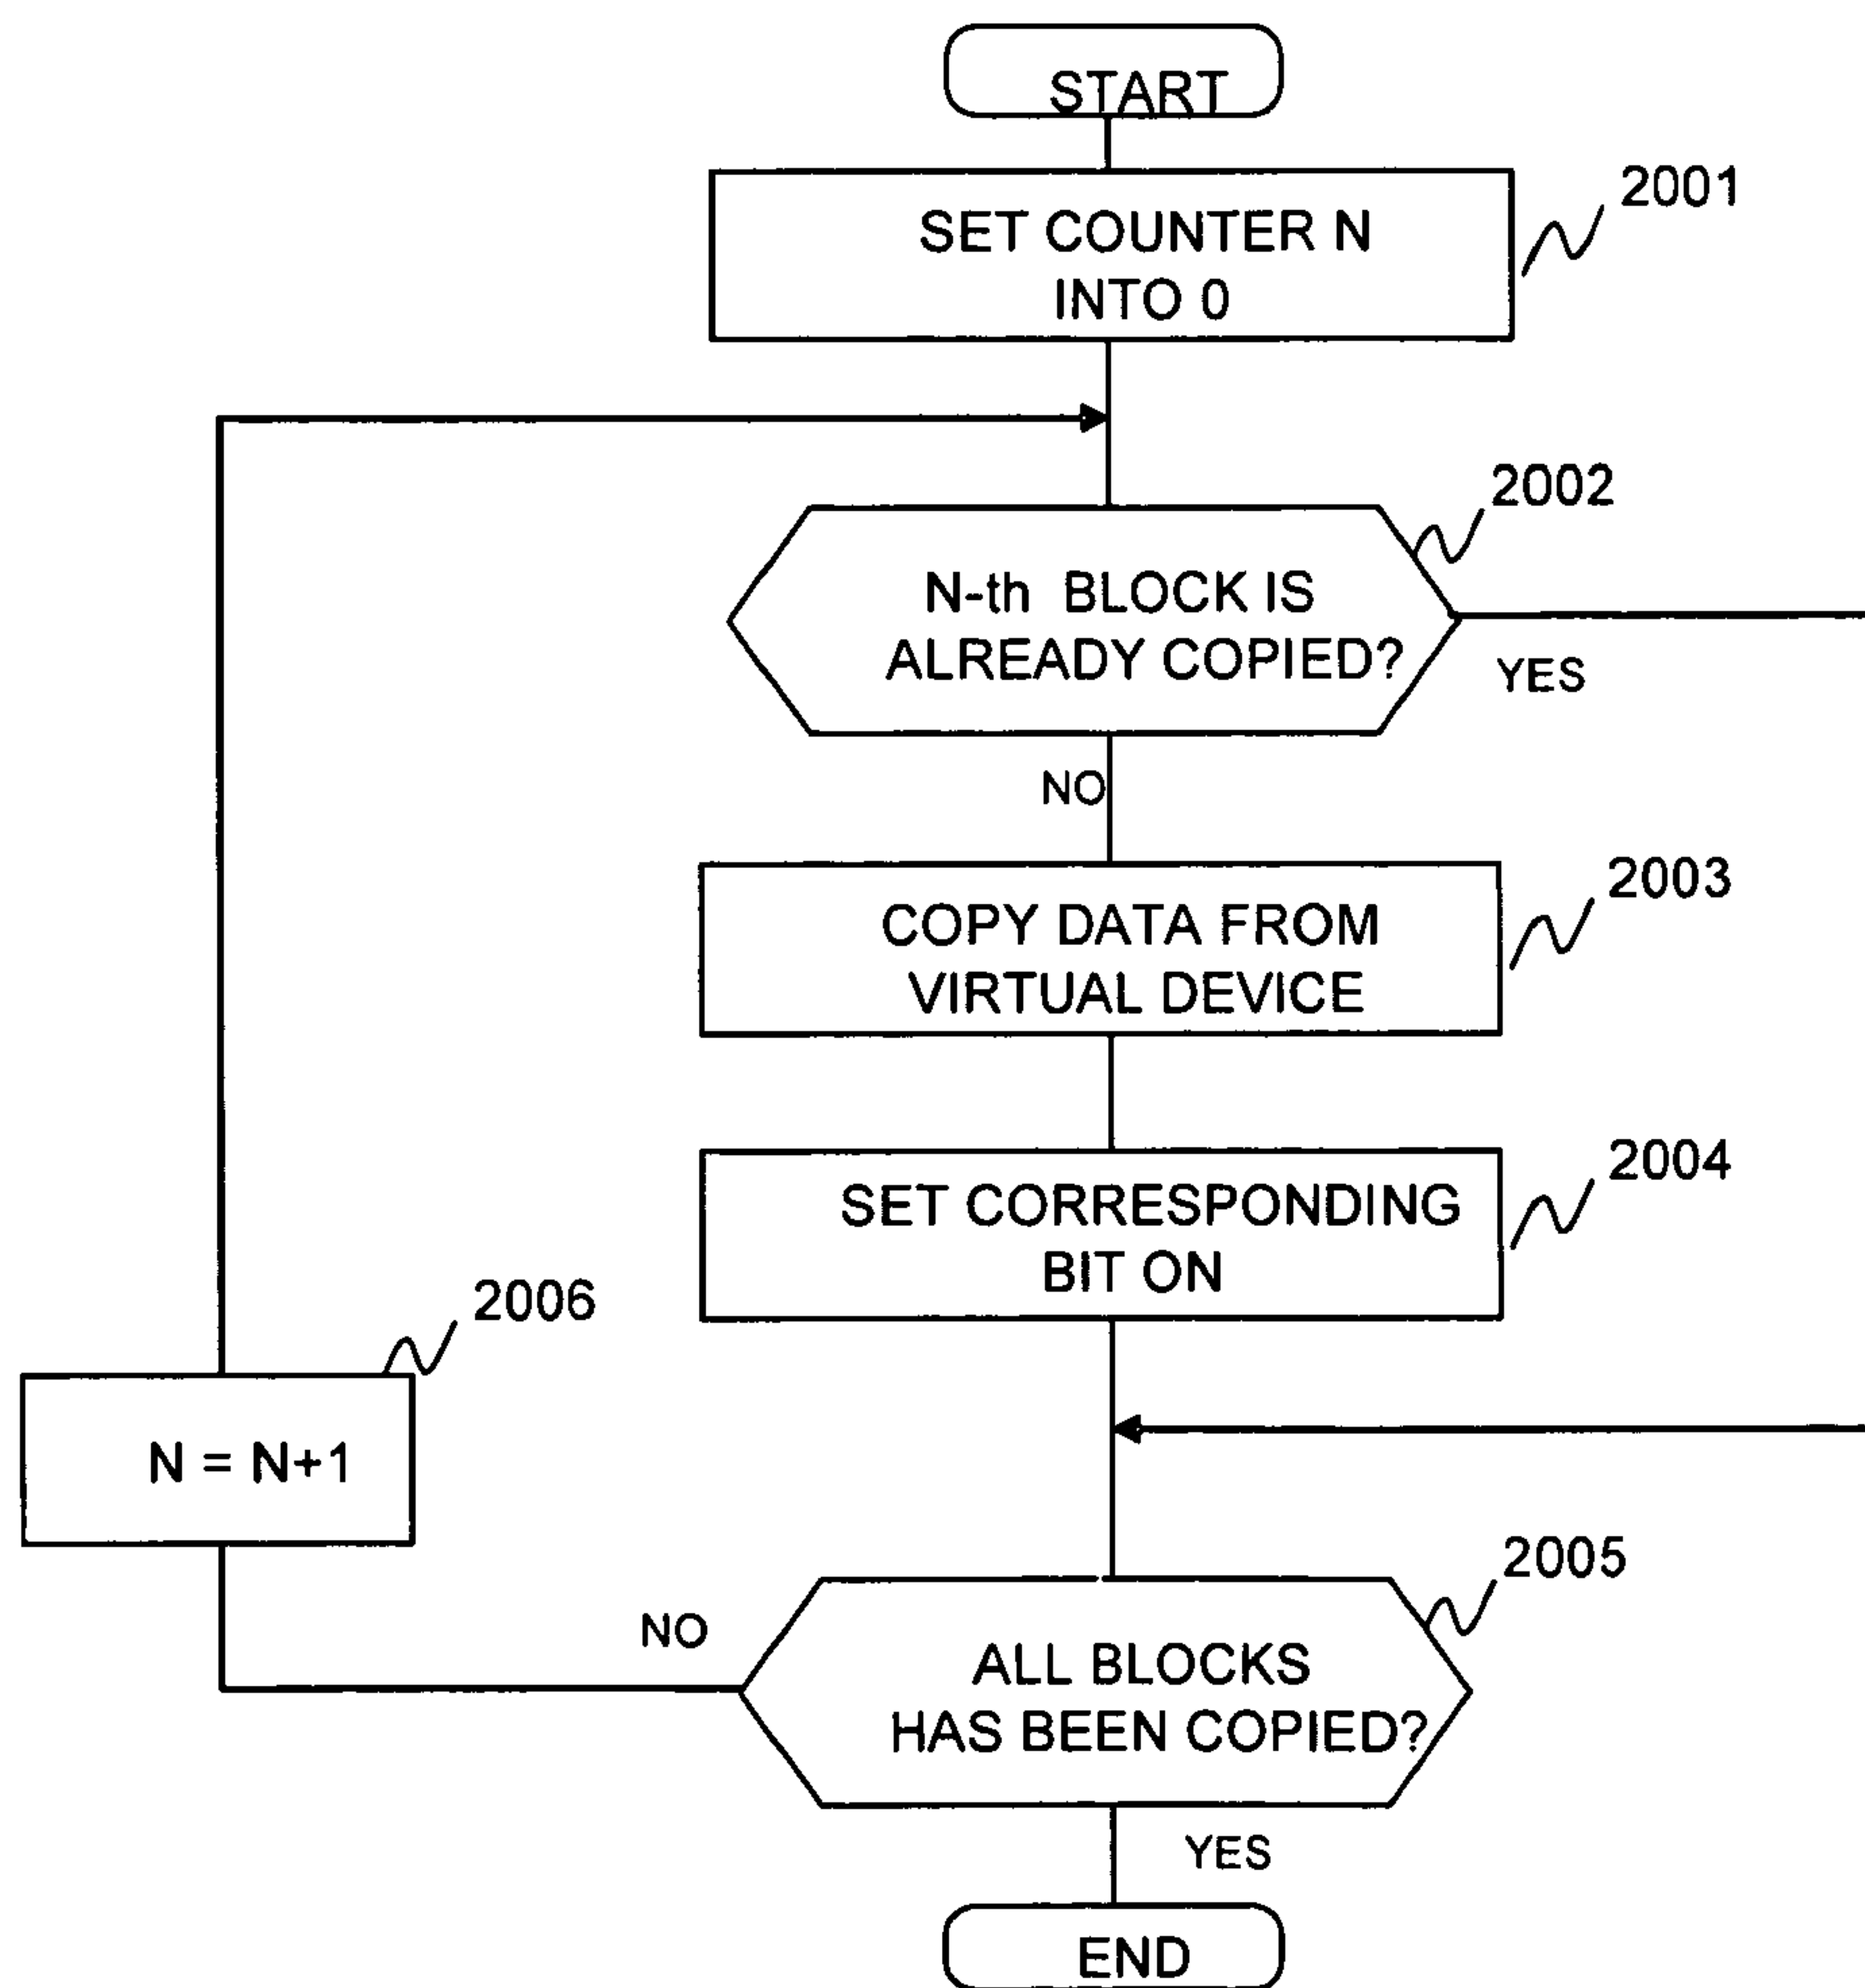 START
SET COUNTER N
INTO 0
2001
N-th BLOCK IS
ALREADY COPIED?
2002
YES
NO
COPY DATA FROM
VIRTUAL DEVICE
2003
SET CORRESPONDING
BIT ON
2004
2006
N = N+1
2005
NO
ALL BLOCKS
HAS BEEN COPIED?
YES
END